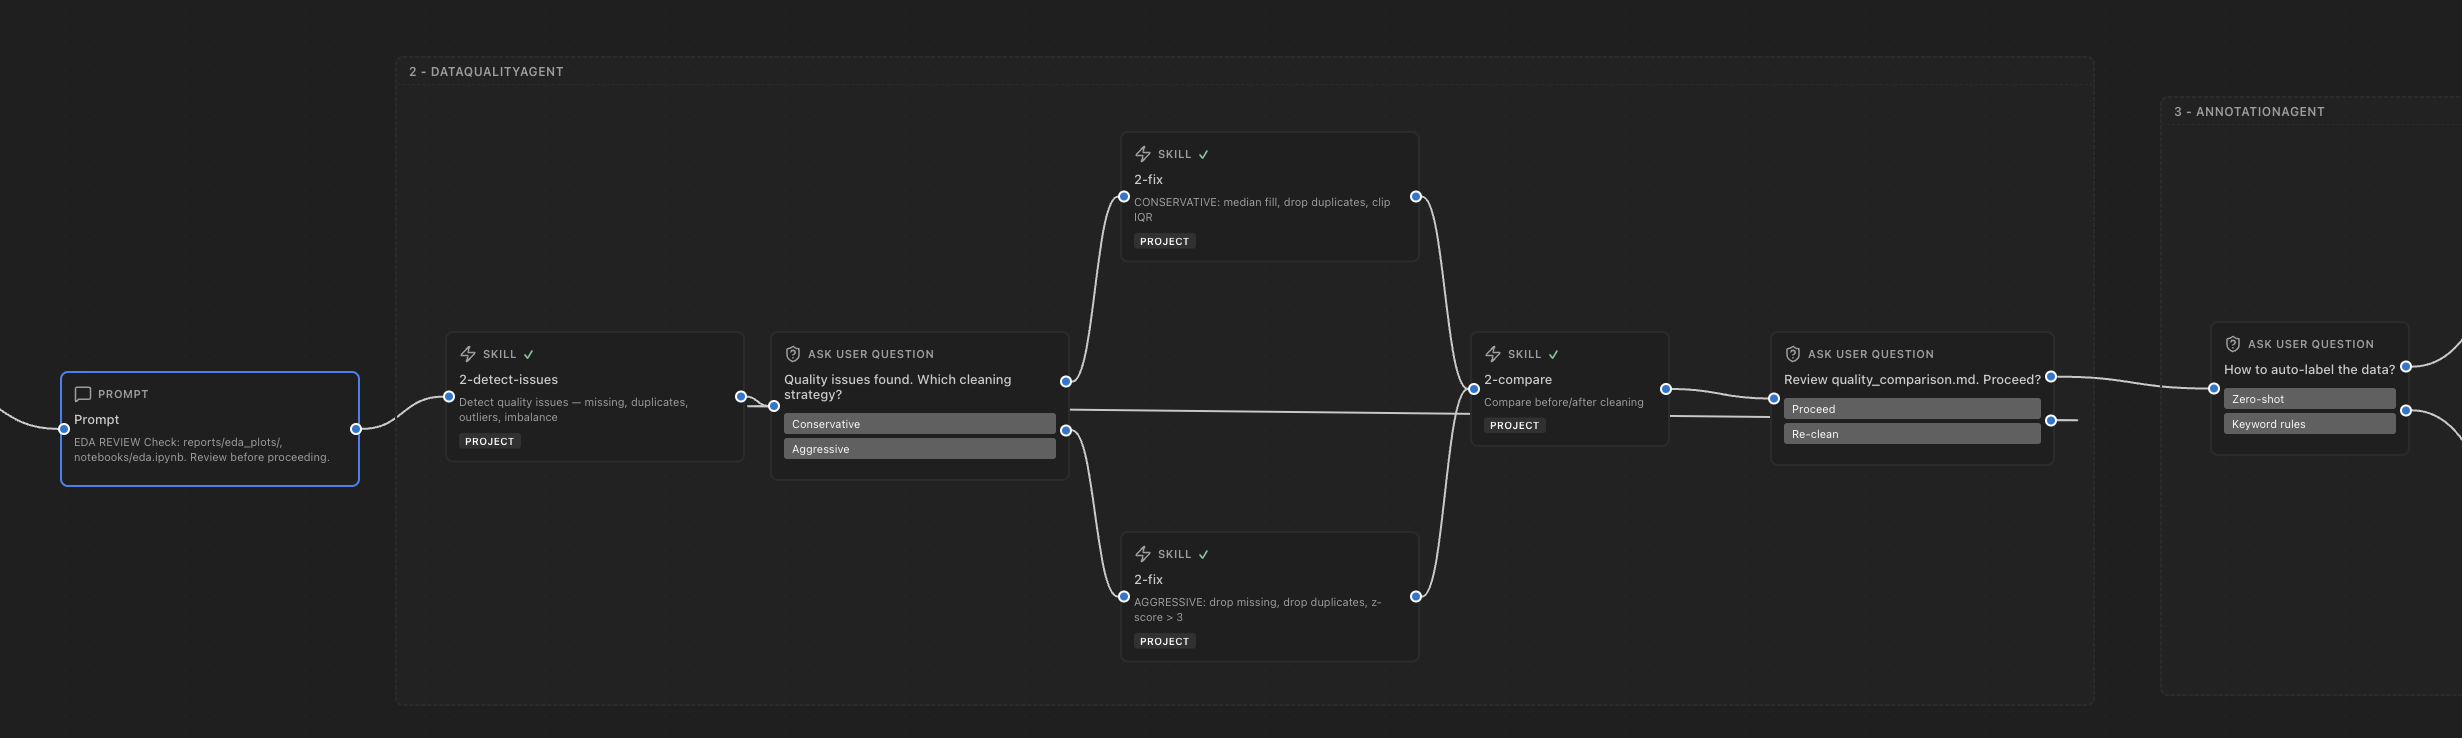 2 - DATAQUALITYAGENT
3 - ANNOTATIONAGENT
PROMPT
Prompt
EDA REVIEW Check: reports/eda_plots/,
notebooks/eda.ipynb. Review before proceeding.
SKILL
2-detect-issues
Detect quality issues — missing, duplicates,
outliers, imbalance
PROJECT
ASK USER QUESTION
Quality issues found. Which cleaning
strategy?
Conservative
Aggressive
SKILL
2-fix
CONSERVATIVE: median fill, drop duplicates, clip
IQR
PROJECT
SKILL
2-fix
AGGRESSIVE: drop missing, drop duplicates, z-
score > 3
PROJECT
SKILL
2-compare
Compare before/after cleaning
PROJECT
ASK USER QUESTION
Review quality_comparison.md. Proceed?
Proceed
Re-clean
ASK USER QUESTION
How to auto-label the data?
Zero-shot
Keyword rules